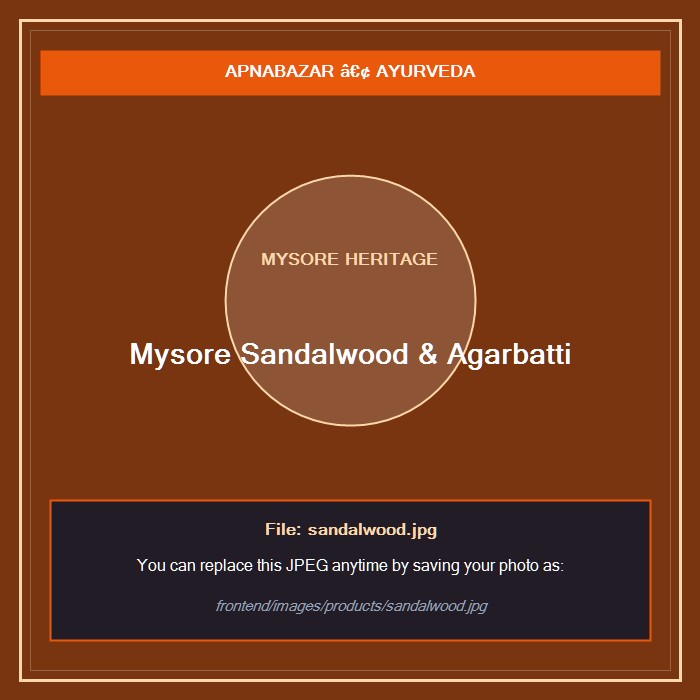 APNABAZAR â€¢ AYURVEDA
MYSORE HERITAGE
Mysore Sandalwood & Agarbatti
File: sandalwood.jpg
You can replace this JPEG anytime by saving your photo as:
frontend/images/products/sandalwood.jpg